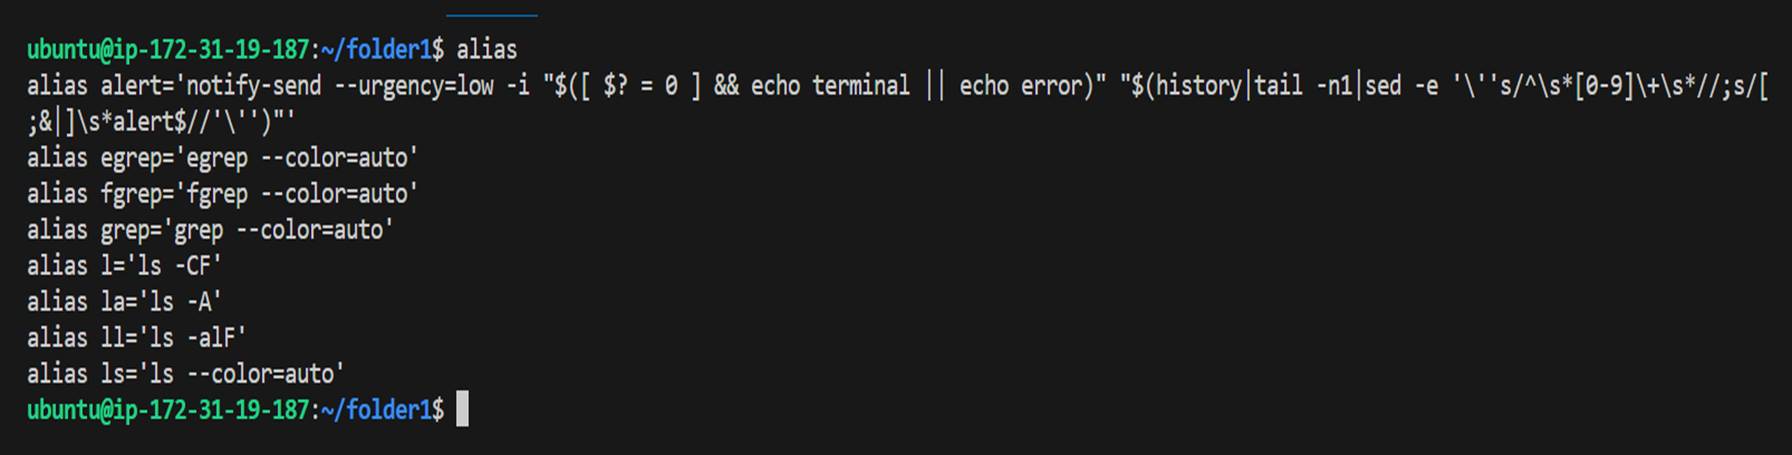 ubuntu@ip-172-31-19-187:~/folder1$ alias
alias alert='notify-send --urgency=low -i "$([ $? = 0 ] && echo terminal || echo error)" "$(history|tail -n1|sed -e '\''s/^\s*[0-9]\+\s*//;s/[
;&|]\s*alert$//'\'')"'
alias egrep='egrep --color=auto'
alias fgrep='fgrep --color=auto'
alias grep='grep --color=auto'
alias l='ls -CF'
alias la='ls -A'
alias ll='ls -alF'
alias ls='ls --color=auto'
ubuntu@ip-172-31-19-187:~/folder1$